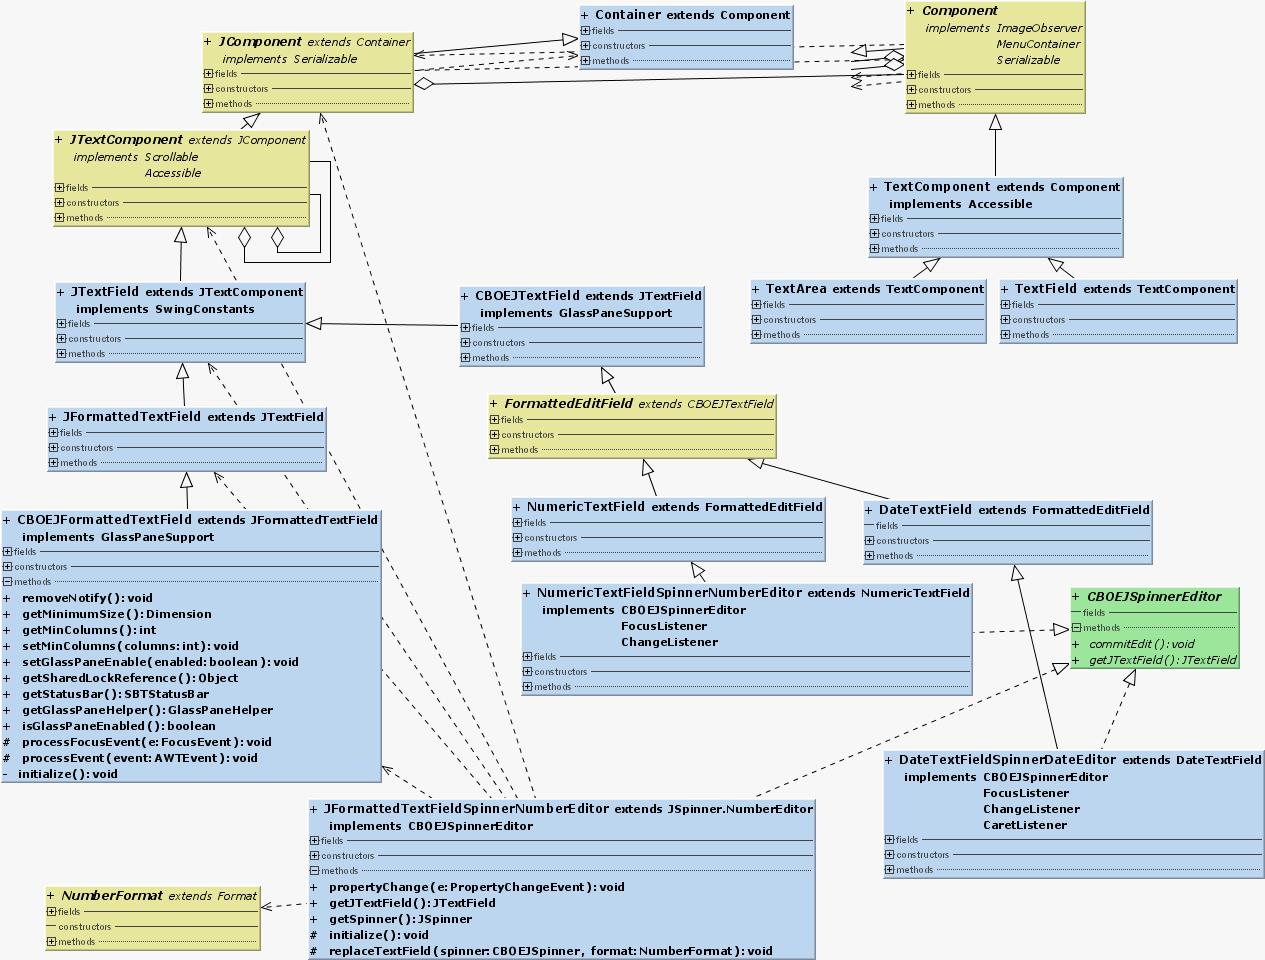 + Container extends Component
fields
constructors
methods
+ Component
implements ImageObserver
MenuContainer
Serializable
fields
constructors
methods
+ JComponent extends Container
implements Serializable
fields
constructors
methods
+ JTextComponent extends JComponent
implements Scrollable
Accessible
fields
constructors
methods
+ TextComponent extends Component
implements Accessible
fields
constructors
methods
+ JTextField extends JTextComponent
implements SwingConstants
fields
constructors
methods
+ CBOEJTextField extends JTextField
implements GlassPaneSupport
fields
constructors
methods
+ TextArea extends TextComponent
fields
constructors
methods
+ TextField extends TextComponent
fields
constructors
methods
+ JFormattedTextField extends JTextField
fields
constructors
methods
+ FormattedEditField extends CBOEJTextField
fields
constructors
methods
+ NumericTextField extends FormattedEditField
fields
constructors
methods
+ DateTextField extends FormattedEditField
fields
constructors
methods
+ CBOEJFormattedTextField extends JFormattedTextField
implements GlassPaneSupport
fields
constructors
methods
+ removeNotify(): void
+ getMinimumSize(): Dimension
+ getMinColumns(): int
+ setMinColumns(columns: int): void
+ setGlassPaneEnable(enabled: boolean): void
+ getSharedLockReference(): Object
+ getStatusBar(): SBTStatusBar
+ getGlassPaneHelper(): GlassPaneHelper
+ isGlassPaneEnabled(): boolean
# processFocusEvent(e: FocusEvent): void
# processEvent(event: AWTEvent): void
- initialize(): void
+ NumericTextFieldSpinnerNumberEditor extends NumericTextField
implements CBOEJSpinnerEditor
FocusListener
ChangeListener
fields
constructors
methods
+ CBOEJSpinnerEditor
fields
methods
+ commitEdit(): void
+ getJTextField(): JTextField
+ DateTextFieldSpinnerDateEditor extends DateTextField
implements CBOEJSpinnerEditor
FocusListener
ChangeListener
CaretListener
fields
constructors
methods
+ JFormattedTextFieldSpinnerNumberEditor extends JSpinner.NumberEditor
implements CBOEJSpinnerEditor
fields
constructors
methods
+ propertyChange(e: PropertyChangeEvent): void
+ getJTextField(): JTextField
+ getSpinner(): JSpinner
# initialize(): void
# replaceTextField(spinner: CBOEJSpinner, format: NumberFormat): void
+ NumberFormat extends Format
fields
constructors
methods